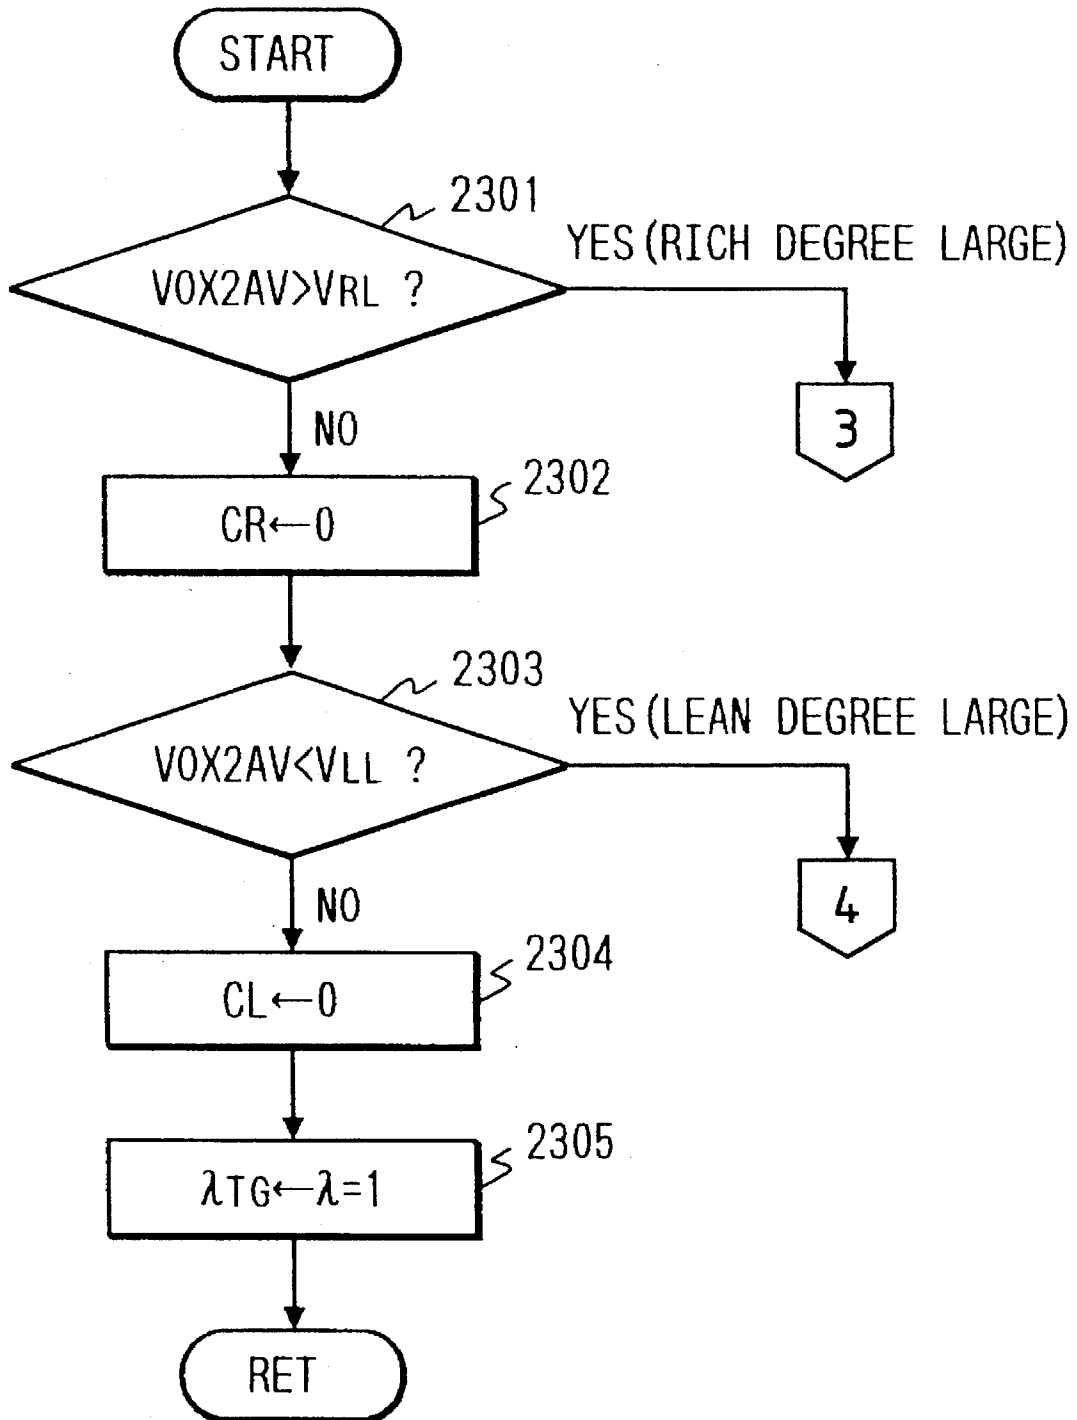 START
2301
YES(RICH DEGREE LARGE)
VOX2AV>VRL ?
3
NO
2302
CR←0
2303
YES(LEAN DEGREE LARGE)
VOX2AV<VLL ?
4
NO
2304
CL←0
2305
λTG←λ=1
RET